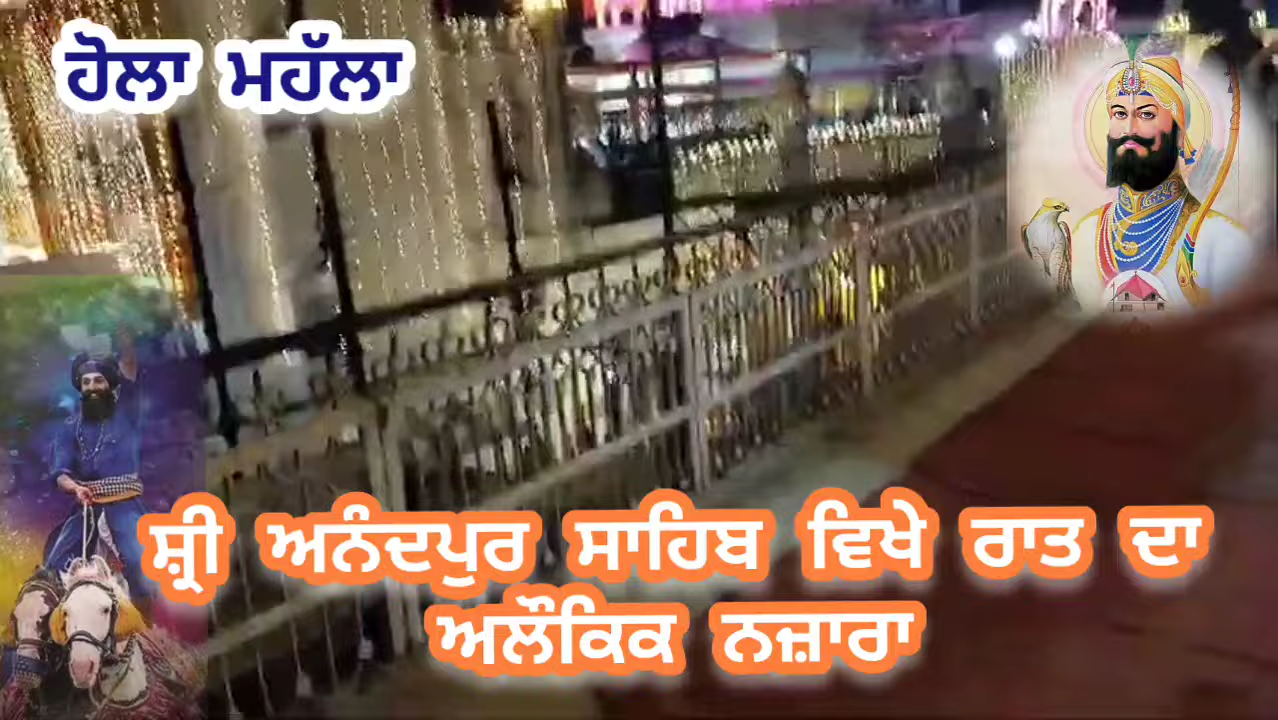 ਹੋਲਾ ਮਹੱਲਾ
ਸ਼੍ਰੀ ਅਨੰਦਪੁਰ ਸਾਹਿਬ ਵਿਖੇ ਰਾਤ ਦਾ
ਅਲੌਕਿਕ ਨਜ਼ਾਰਾ